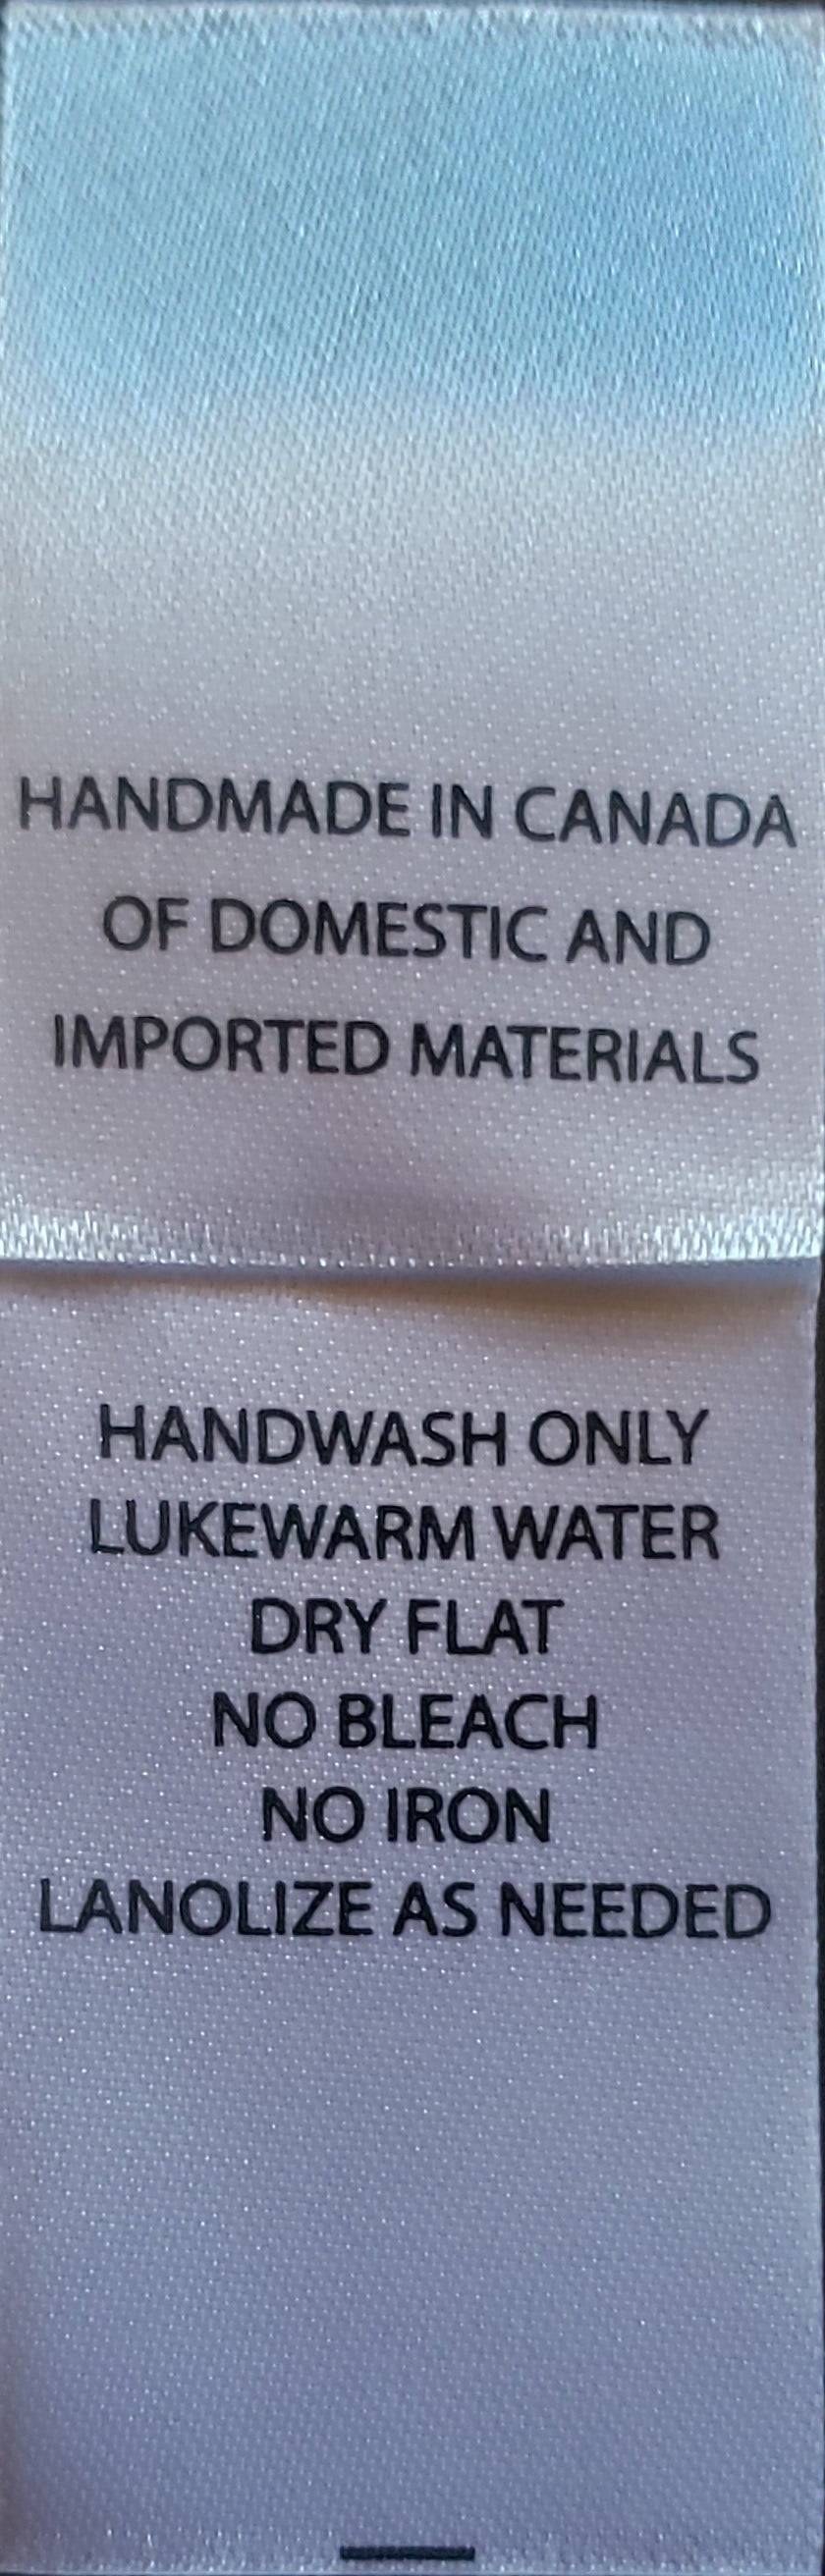 HANDMADE IN CANADA
OF DOMESTIC AND
IMPORTED MATERIALS
HANDWASH ONLY
LUKEWARM WATER
DRY FLAT
NO BLEACH
NO IRON
LANOLIZE AS NEEDED